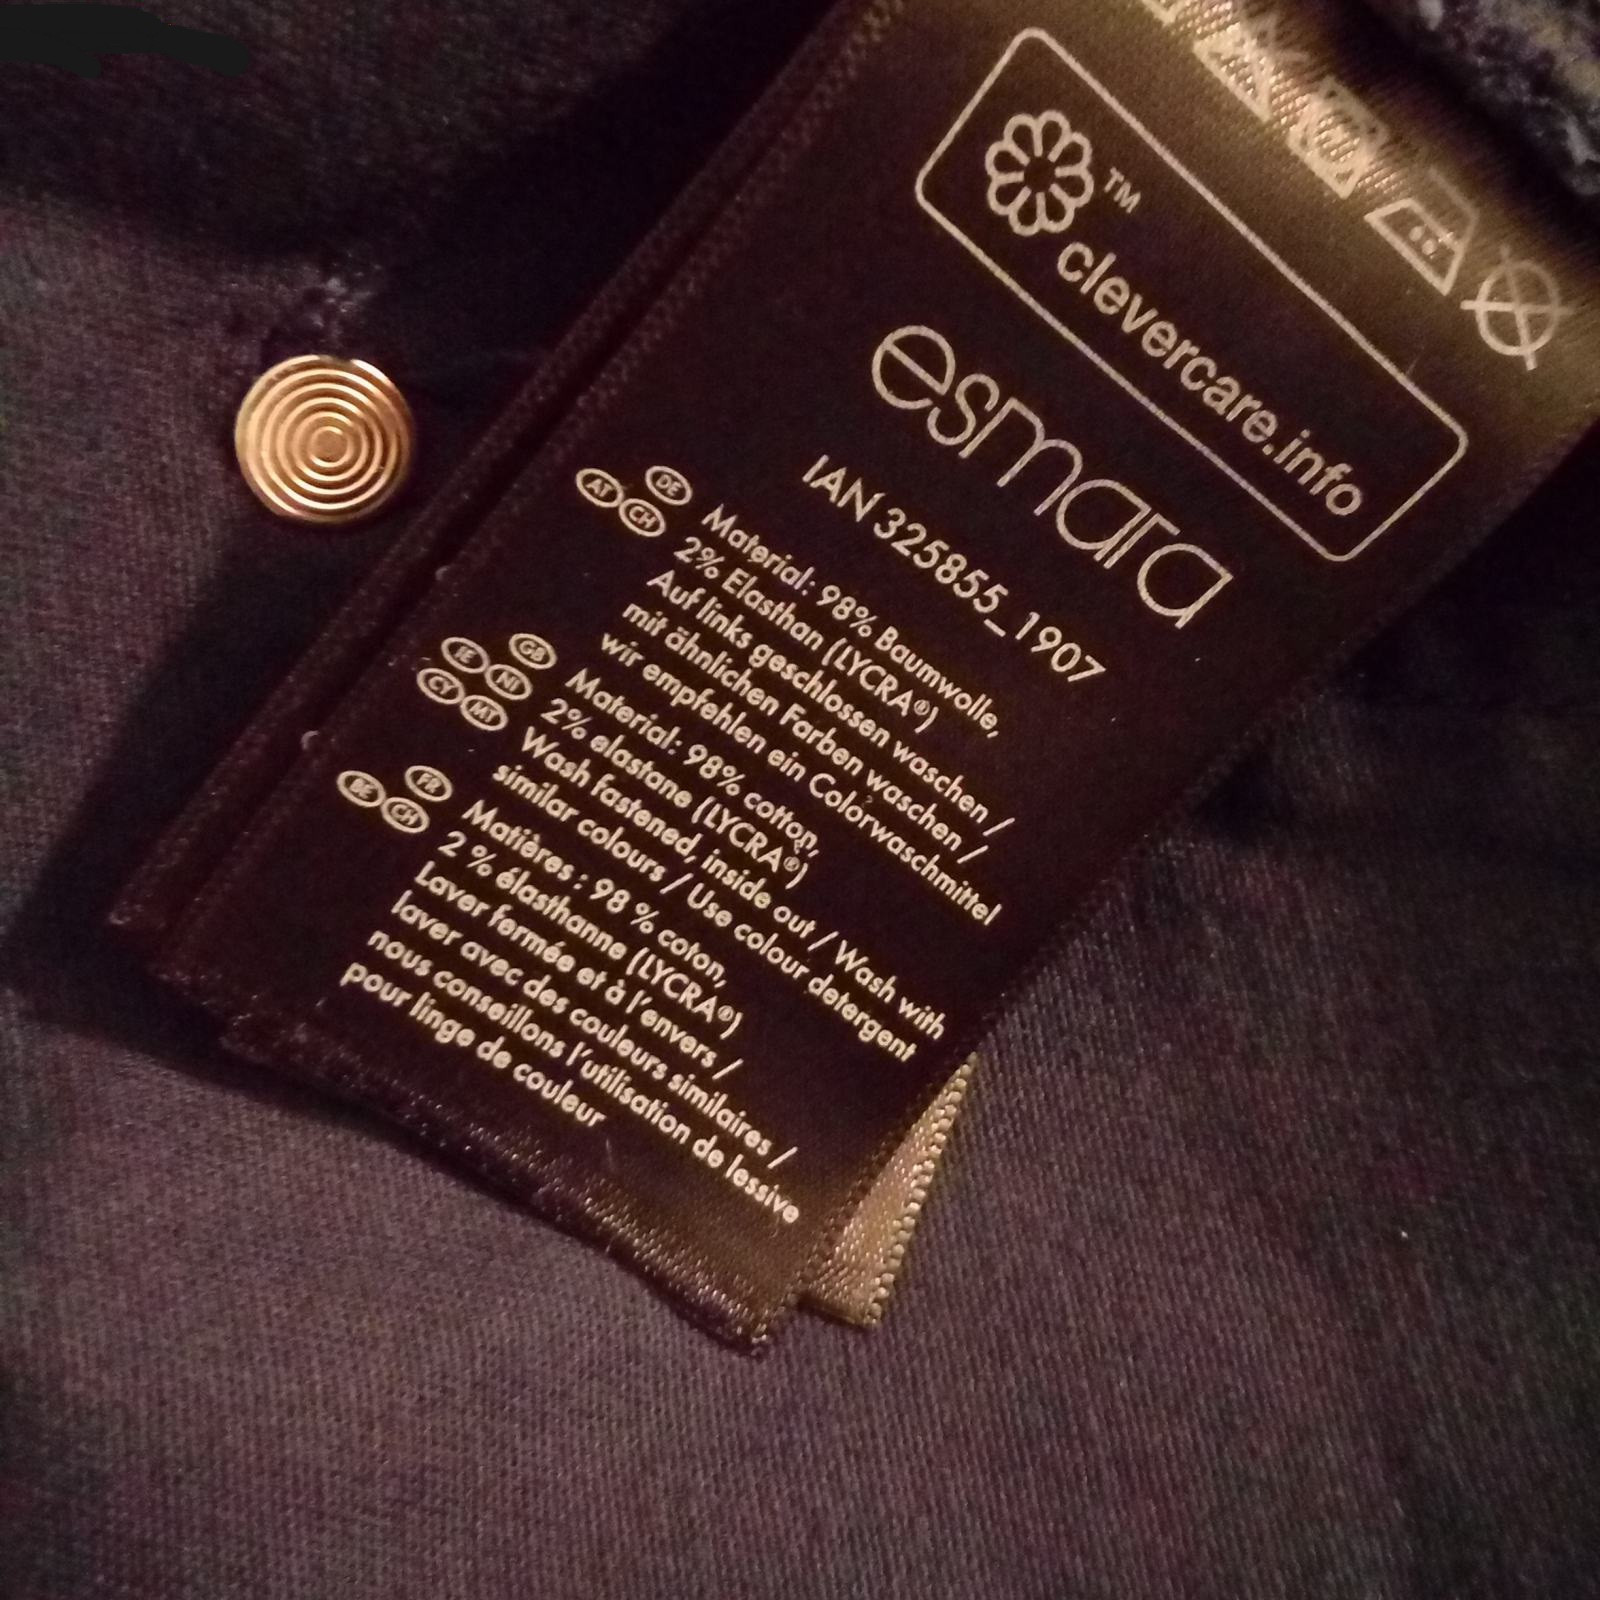 TM
clevercare.info
esmara
IAN 325855_1907
DE
AT CH
Material: 98% Baumwolle,
2% Elasthan (LYCRA®)
Auf links geschlossen waschen /
mit ähnlichen Farben waschen /
wir empfehlen ein Colorwaschmittel
GB
IE NI
CY MT
Material: 98% cotton,
2% elastane (LYCRA®)
Wash fastened, inside out / Wash with
similar colours / Use colour detergent
FR
BE CH
Matières : 98 % coton,
2 % élasthanne (LYCRA®)
Laver fermée et à l'envers /
laver avec des couleurs similaires /
nous conseillons l'utilisation de lessive
pour linge de couleur